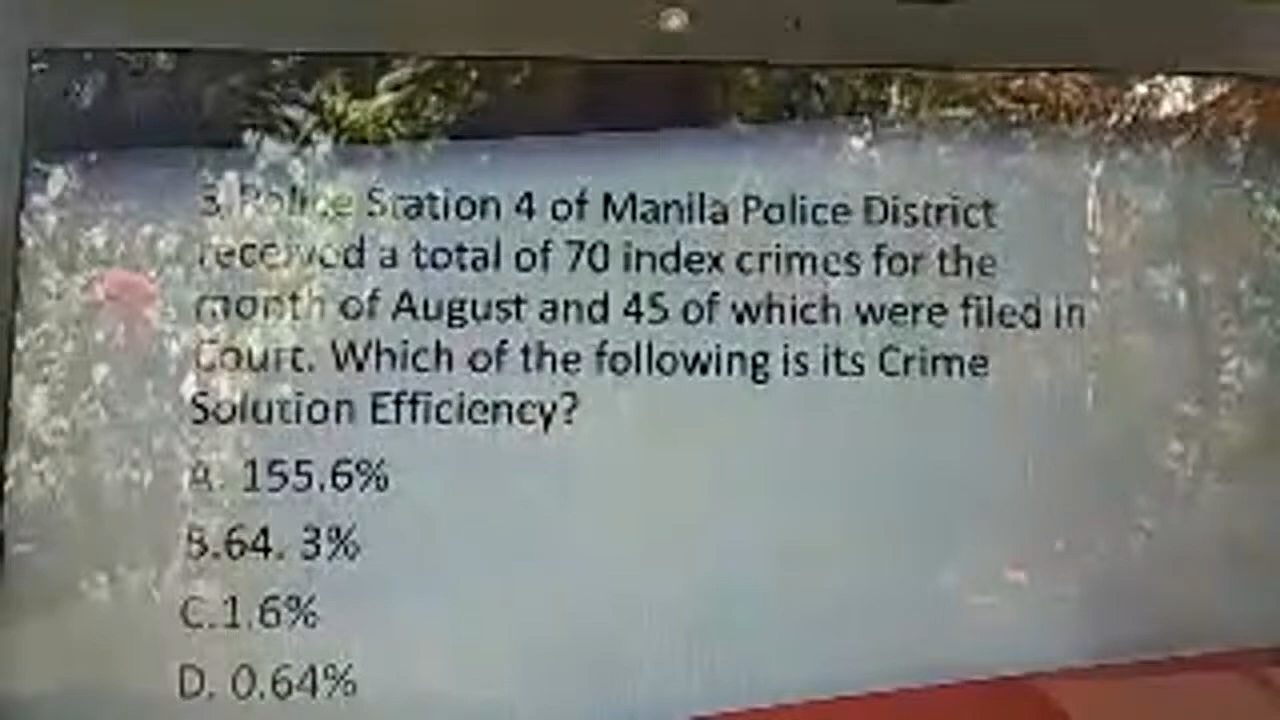 3. Police Station 4 of Manila Police District
received a total of 70 index crimes for the
month of August and 45 of which were filed in
Court. Which of the following is its Crime
Solution Efficiency?
A. 155.6%
B.64. 3%
C.1.6%
D. 0.64%